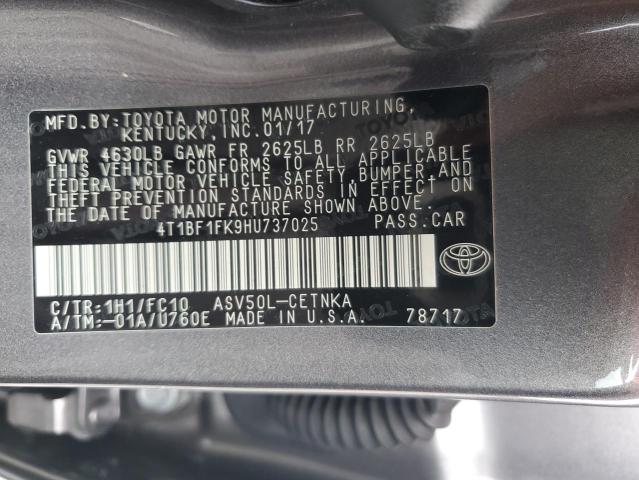 MFD.BY:TOYOTA MOTOR MANUFACTURING,
KENTUCKY, INC. 01/17
GVWR 4630LB GAWR FR 2625LB RR 2625LB
THIS VEHICLE CONFORMS TO ALL APPLICABLE
FEDERAL MOTOR VEHICLE SAFETY, BUMPER, AND
THEFT PREVENTION STANDARDS IN EFFECT ON
THE DATE OF MANUFACTURE SHOWN ABOVE.
4T1BF1FK9HU737025 PASS.CAR
C/TR:1H1/FC10 ASV50L-CETNKA
A/TM:-01A/U760E MADE IN U.S.A. 78717